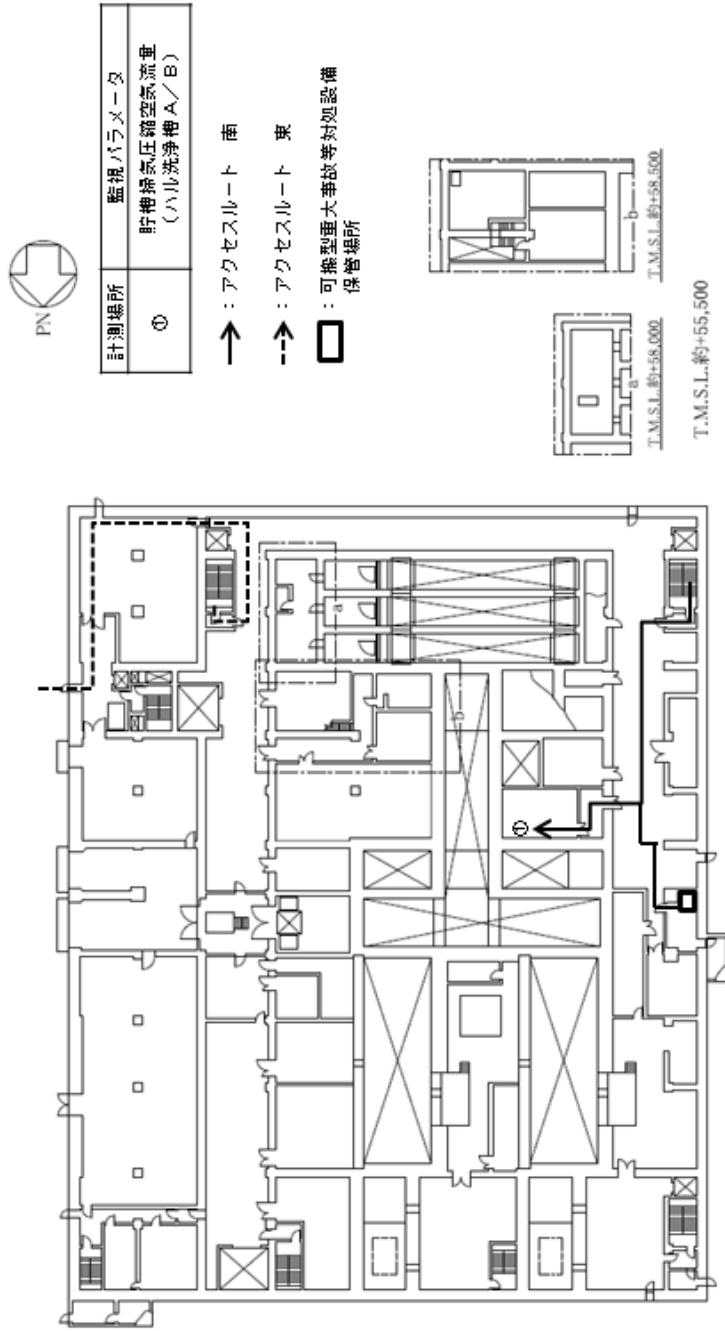 PN
計測場所
監視パラメータ
①
貯槽掃気圧縮空気流量
(ハル洗浄槽A/B)
:アクセスルート 南
:アクセスルート 東
:可搬型重大事故等対処設備
保管場所
a
b
①
a
T.M.S.L.約+58,000
b
T.M.S.L.約+58,500
T.M.S.L.約+55,500